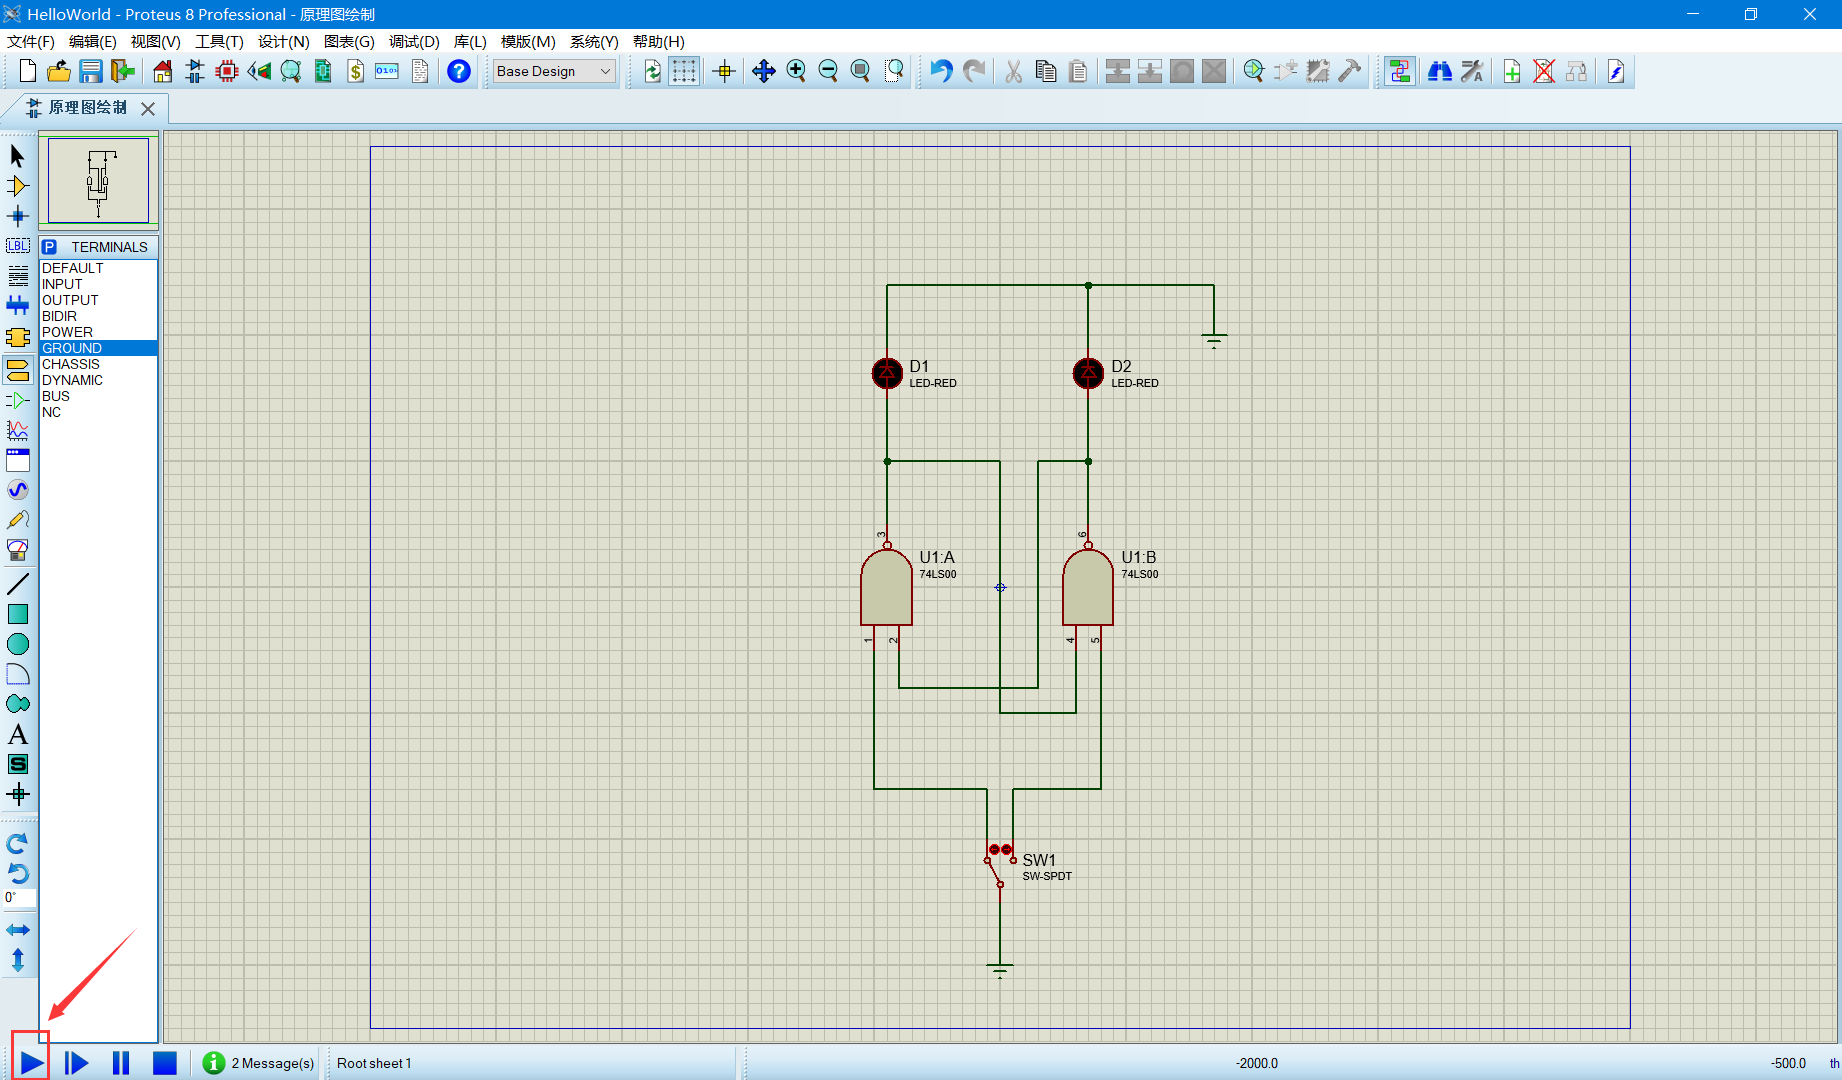 HelloWorld - Proteus 8 Professional - 原理图绘制
文件(F) 编辑(E) 视图(V) 工具(T) 设计(N) 图表(G) 调试(D) 库(L) 模版(M) 系统(Y) 帮助(H)
$
0101
?
Base Design
原理图绘制
LBL
A
S
0°
P TERMINALS
DEFAULT
INPUT
OUTPUT
BIDIR
POWER
GROUND
CHASSIS
DYNAMIC
BUS
NC
D1
LED-RED
D2
LED-RED
3
U1:A
74LS00
1
2
6
U1:B
74LS00
4
5
SW1
SW-SPDT
2 Message(s)
Root sheet 1
-2000.0
-500.0
th